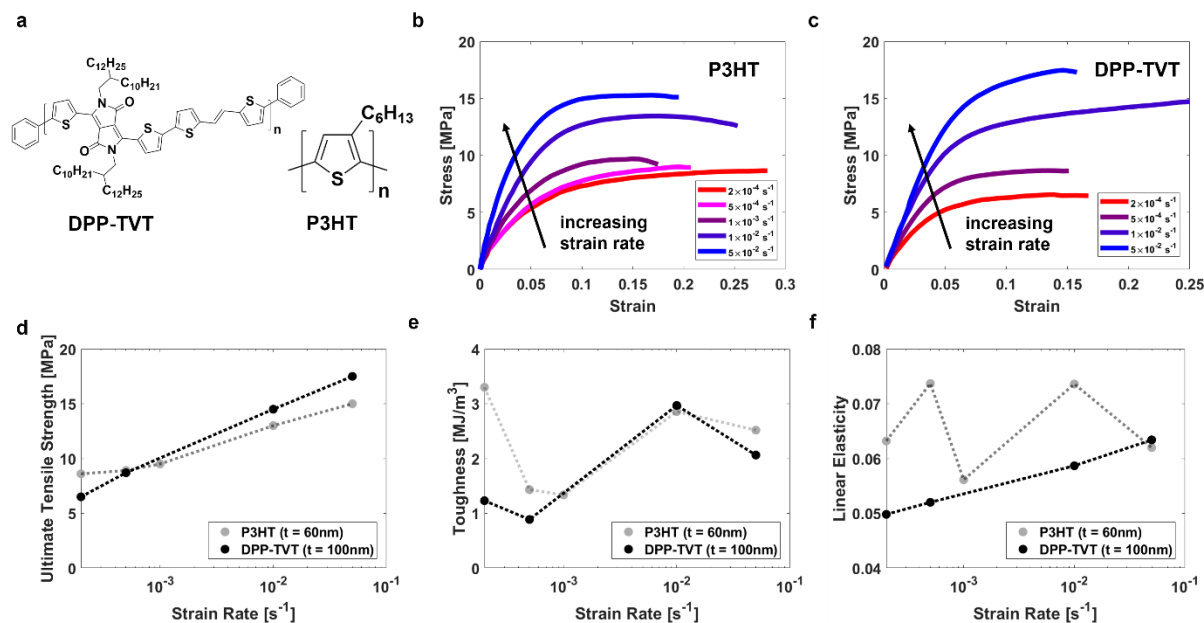 a
C12H25
C10H21
N
O
S
S
S
S
O
N
n
C10H21
C12H25
DPP-TVT
C6H13
S
n
P3HT
b
P3HT
Stress [MPa]
20
15
10
5
0
increasing
strain rate
2×10-4 s-1
5×10-4 s-1
1×10-3 s-1
1×10-2 s-1
5×10-2 s-1
0 0.05 0.1 0.15 0.2 0.25 0.3
Strain
c
DPP-TVT
Stress [MPa]
20
15
10
5
0
increasing
strain rate
2×10-4 s-1
5×10-4 s-1
1×10-2 s-1
5×10-2 s-1
0 0.05 0.1 0.15 0.2 0.25
Strain
d
Ultimate Tensile Strength [MPa]
20
15
10
5
0
P3HT (t = 60nm)
DPP-TVT (t = 100nm)
10-3 10-2 10-1
Strain Rate [s-1]
e
Toughness [MJ/m3]
4
3
2
1
0
P3HT (t = 60nm)
DPP-TVT (t = 100nm)
10-3 10-2 10-1
Strain Rate [s-1]
f
Linear Elasticity
0.08
0.07
0.06
0.05
0.04
P3HT (t = 60nm)
DPP-TVT (t = 100nm)
10-3 10-2 10-1
Strain Rate [s-1]